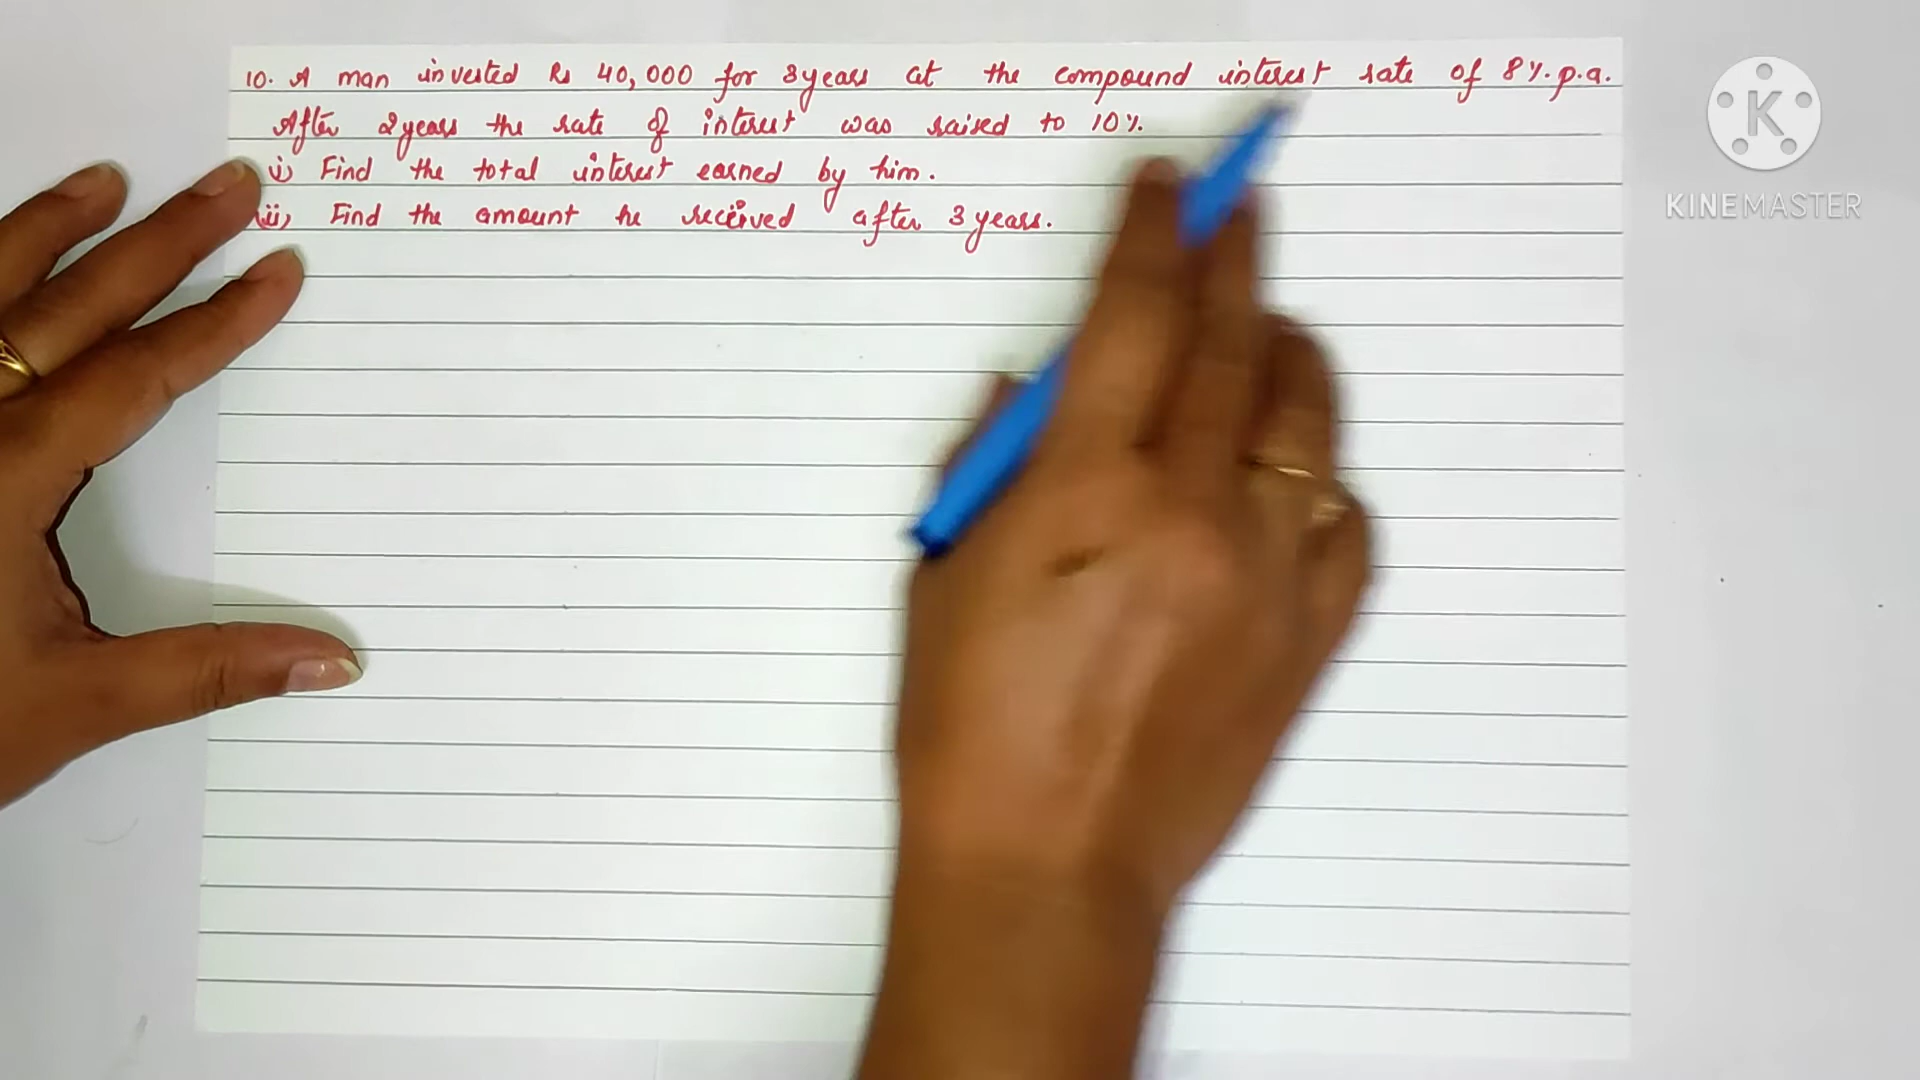 10. A man invested Rs 40,000 for 3 years at the compound interest rate of 8%. p.a.
After 2 years the rate of interest was raised to 10%.
i) Find the total interest earned by him.
ii) Find the amount he received after 3 years.
K
KINEMASTER